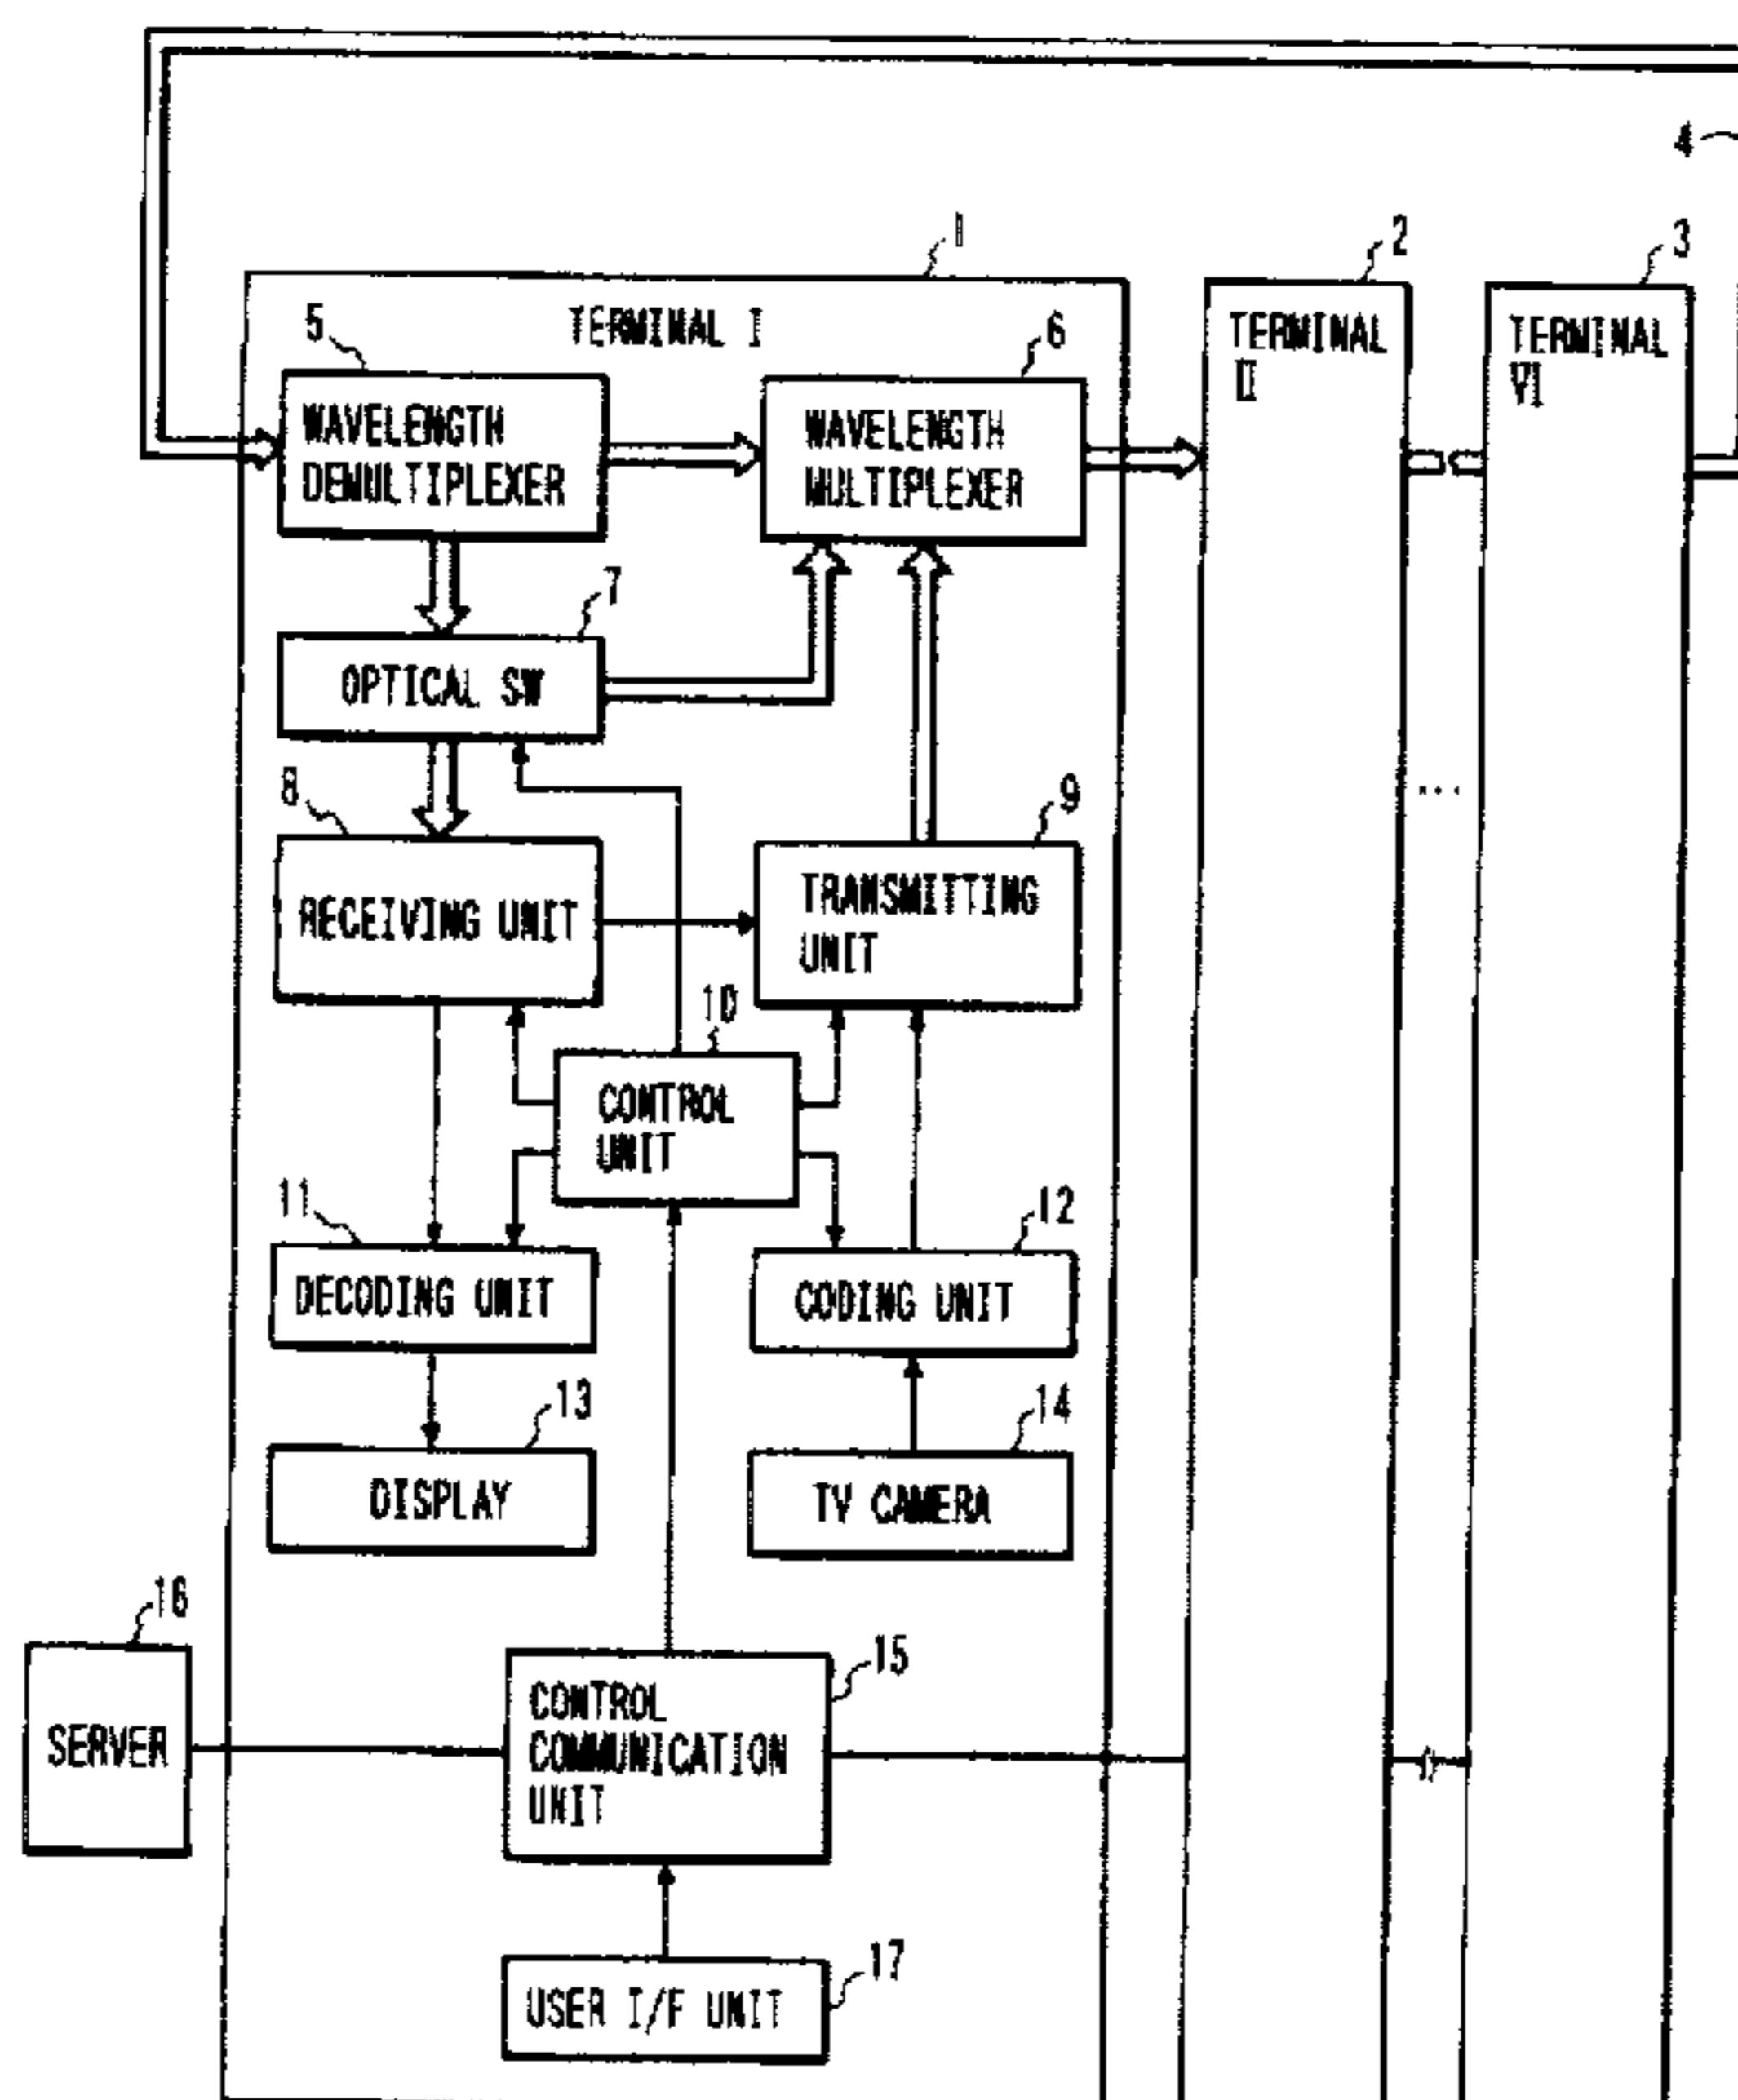 4
1
2
3
TERMINAL I
TERMINAL
II
TERMINAL
VI
5
6
WAVELENGTH
DEMULTIPLEXER
WAVELENGTH
MULTIPLEXER
7
OPTICAL SW
8
9
RECEIVING UNIT
TRANSMITTING
UNIT
...
10
CONTROL
UNIT
11
12
DECODING UNIT
CODING UNIT
13
14
DISPLAY
TV CAMERA
16
SERVER
15
CONTROL
COMMUNICATION
UNIT
17
USER I/F UNIT